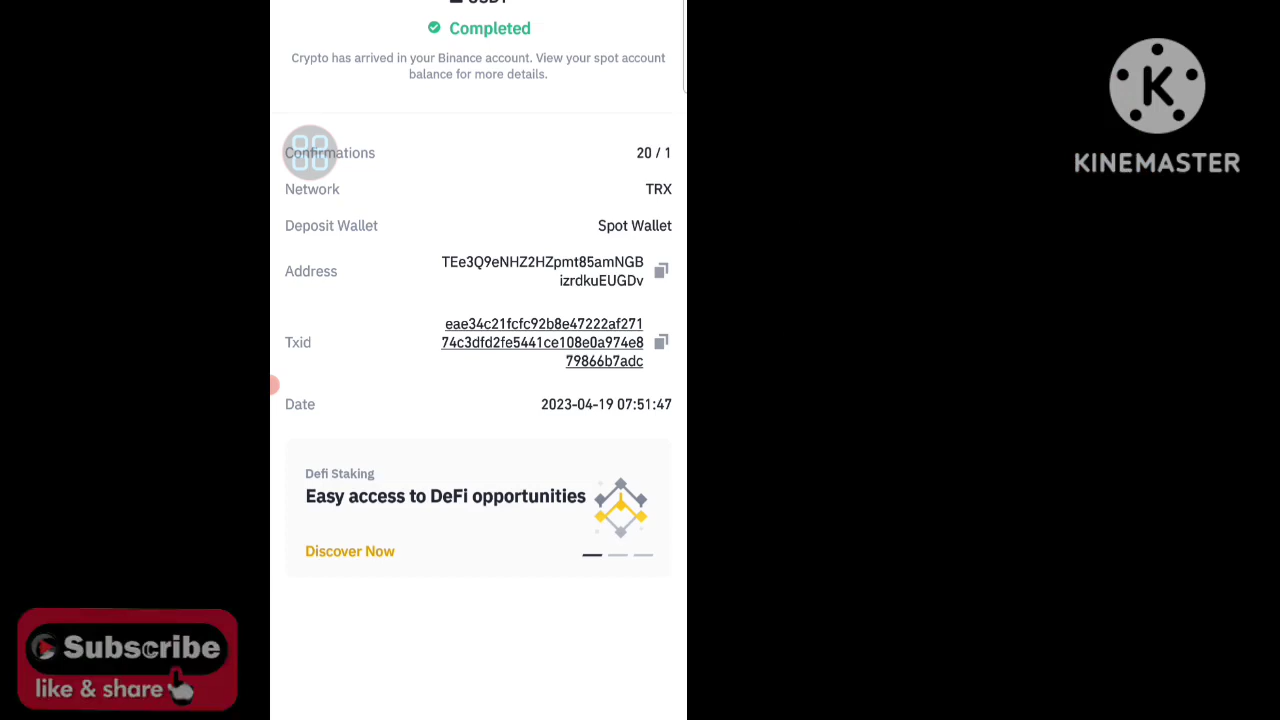 USDT
Completed
Crypto has arrived in your Binance account. View your spot account
balance for more details.
Confirmations 20 / 1
Network TRX
Deposit Wallet Spot Wallet
Address TEe3Q9eNHZ2HZpmt85amNGB
izrdkuEUGDv
Txid eae34c21fcfc92b8e47222af271
74c3dfd2fe5441ce108e0a974e8
79866b7adc
Date 2023-04-19 07:51:47
Defi Staking
Easy access to DeFi opportunities
Discover Now
K
KINEMASTER
Subscribe
like & share